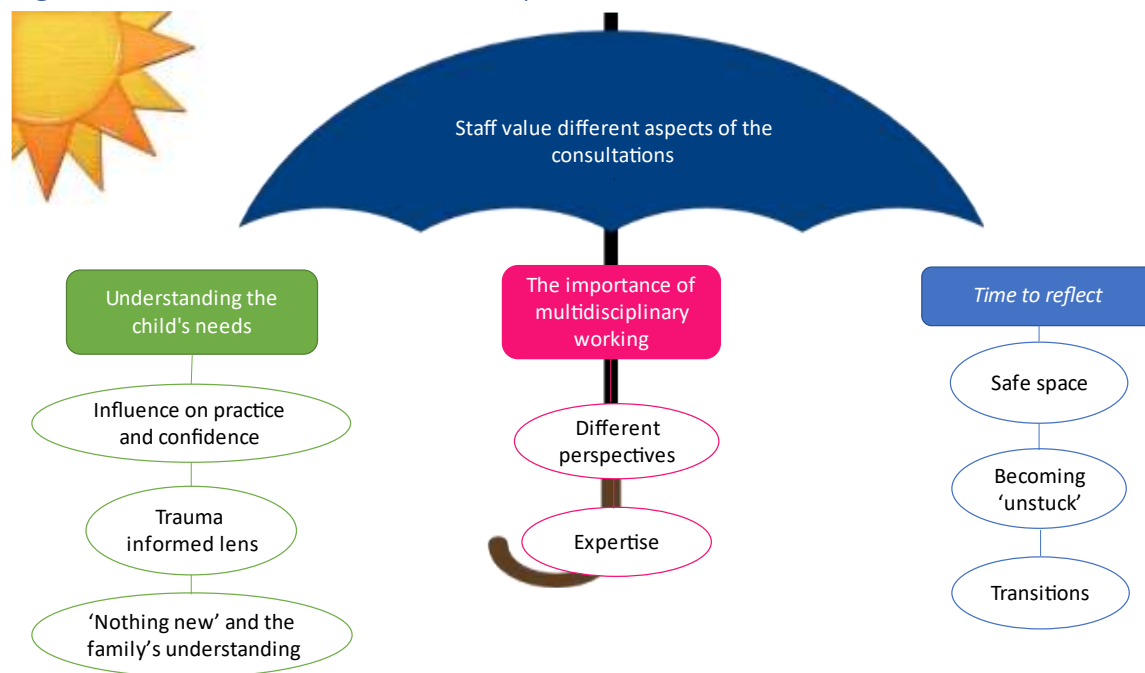 Staff value different aspects of the
consultations
Understanding the
child's needs
Influence on practice
and confidence
Trauma
informed lens
‘Nothing new’ and the
family’s understanding
The importance of
multidisciplinary
working
Different
perspectives
Expertise
Time to reflect
Safe space
Becoming
‘unstuck’
Transitions